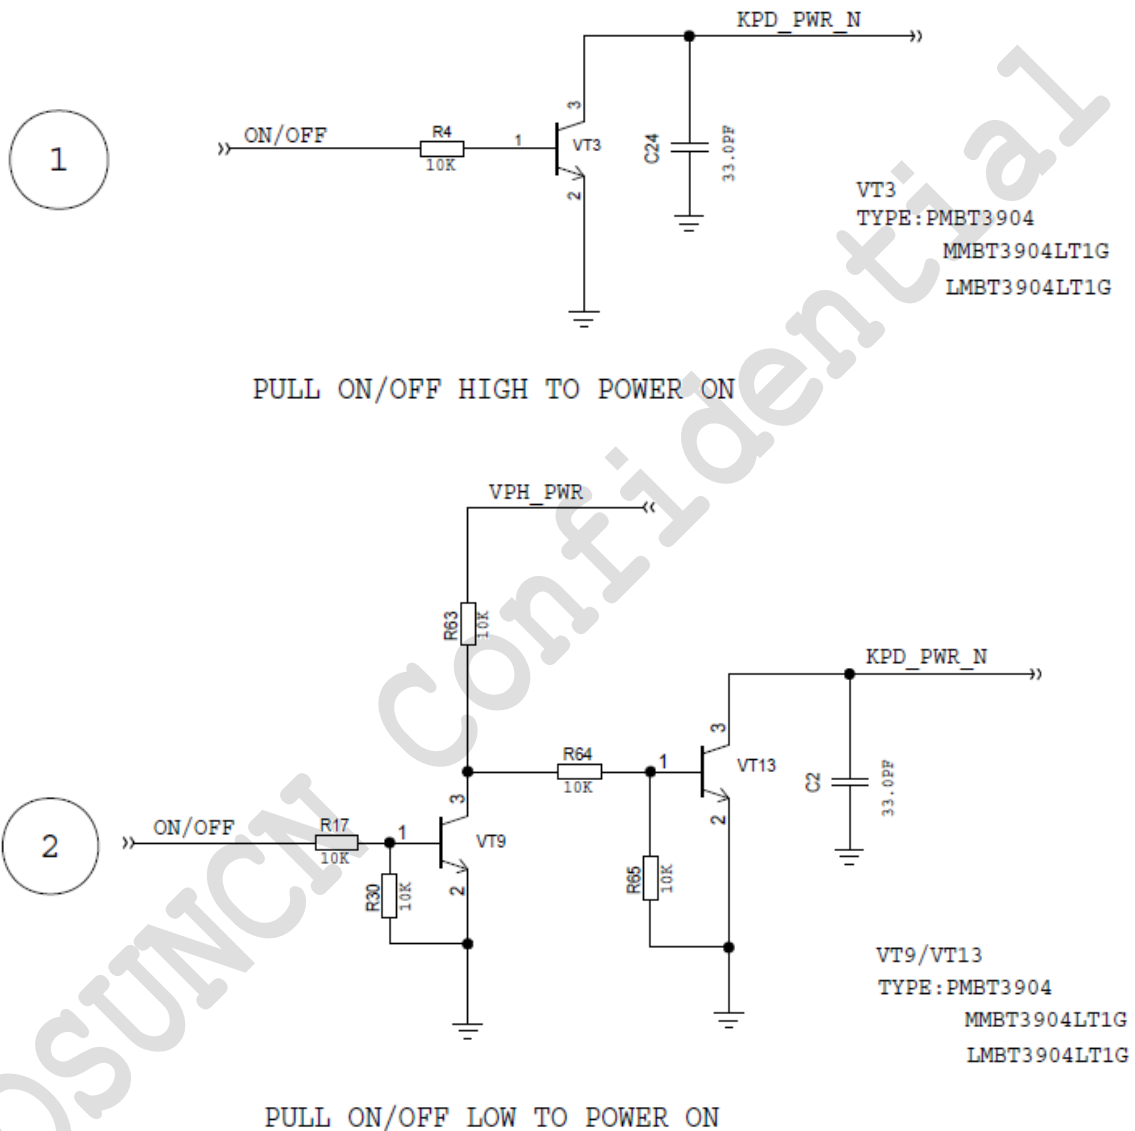 KPD_PWR_N
1
ON/OFF
R4
10K
1
3
2
VT3
C24
33.0PF
VT3
TYPE:PMBT3904
MMBT3904LT1G
LMBT3904LT1G
PULL ON/OFF HIGH TO POWER ON
VPH_PWR
R63
10K
KPD_PWR_N
2
ON/OFF
R17
10K
1
3
2
VT9
R30
10K
R64
10K
1
3
2
VT13
R65
10K
C2
33.0PF
VT9/VT13
TYPE:PMBT3904
MMBT3904LT1G
LMBT3904LT1G
PULL ON/OFF LOW TO POWER ON
OSUNCN Confidential